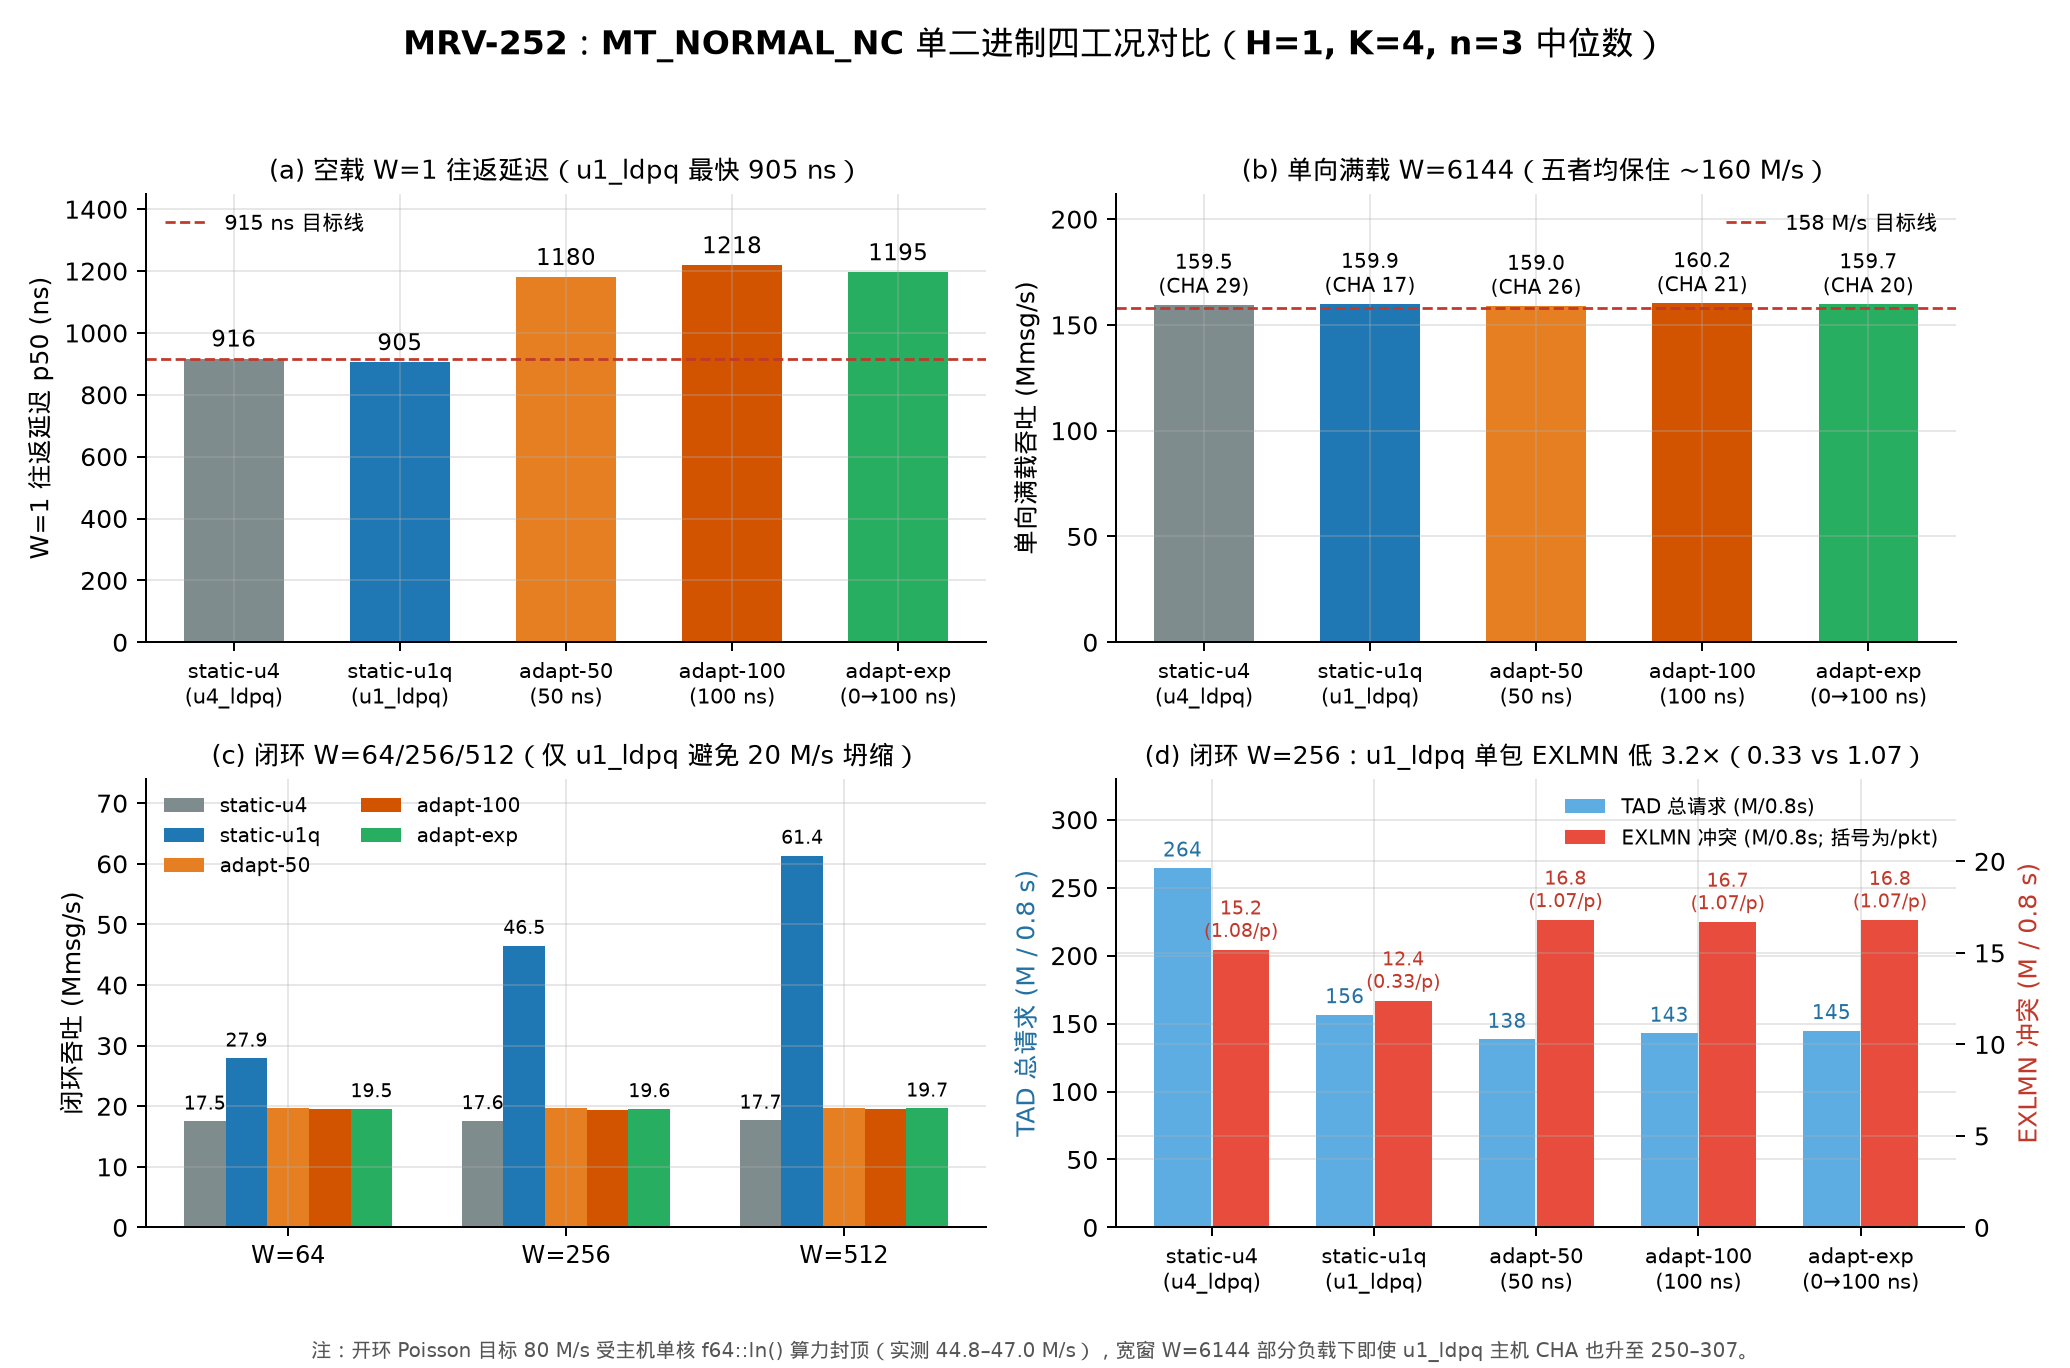 MRV-252：MT_NORMAL_NC 单二进制四工况对比（H=1, K=4, n=3 中位数）
(a) 空载 W=1 往返延迟（u1_ldpq 最快 905 ns）
W=1 往返延迟 p50 (ns)
1400
1200
1000
800
600
400
200
0
915 ns 目标线
916
905
1180
1218
1195
static-u4
(u4_ldpq)
static-u1q
(u1_ldpq)
adapt-50
(50 ns)
adapt-100
(100 ns)
adapt-exp
(0→100 ns)
(b) 单向满载 W=6144（五者均保住 ~160 M/s）
单向满载吞吐 (Mmsg/s)
200
150
100
50
0
158 M/s 目标线
159.5
(CHA 29)
159.9
(CHA 17)
159.0
(CHA 26)
160.2
(CHA 21)
159.7
(CHA 20)
static-u4
(u4_ldpq)
static-u1q
(u1_ldpq)
adapt-50
(50 ns)
adapt-100
(100 ns)
adapt-exp
(0→100 ns)
(c) 闭环 W=64/256/512（仅 u1_ldpq 避免 20 M/s 坍缩）
闭环吞吐 (Mmsg/s)
70
60
50
40
30
20
10
0
static-u4
static-u1q
adapt-50
adapt-100
adapt-exp
17.5
27.9
19.5
17.6
46.5
19.6
17.7
61.4
19.7
W=64
W=256
W=512
(d) 闭环 W=256：u1_ldpq 单包 EXLMN 低 3.2×（0.33 vs 1.07）
TAD 总请求 (M / 0.8 s)
300
250
200
150
100
50
0
TAD 总请求 (M/0.8s)
EXLMN 冲突 (M/0.8s; 括号为/pkt)
264
15.2
(1.08/p)
156
12.4
(0.33/p)
138
16.8
(1.07/p)
143
16.7
(1.07/p)
145
16.8
(1.07/p)
20
15
10
5
0
EXLMN 冲突 (M / 0.8 s)
static-u4
(u4_ldpq)
static-u1q
(u1_ldpq)
adapt-50
(50 ns)
adapt-100
(100 ns)
adapt-exp
(0→100 ns)
注：开环 Poisson 目标 80 M/s 受主机单核 f64::ln() 算力封顶（实测 44.8–47.0 M/s），宽窗 W=6144 部分负载下即使 u1_ldpq 主机 CHA 也升至 250–307。